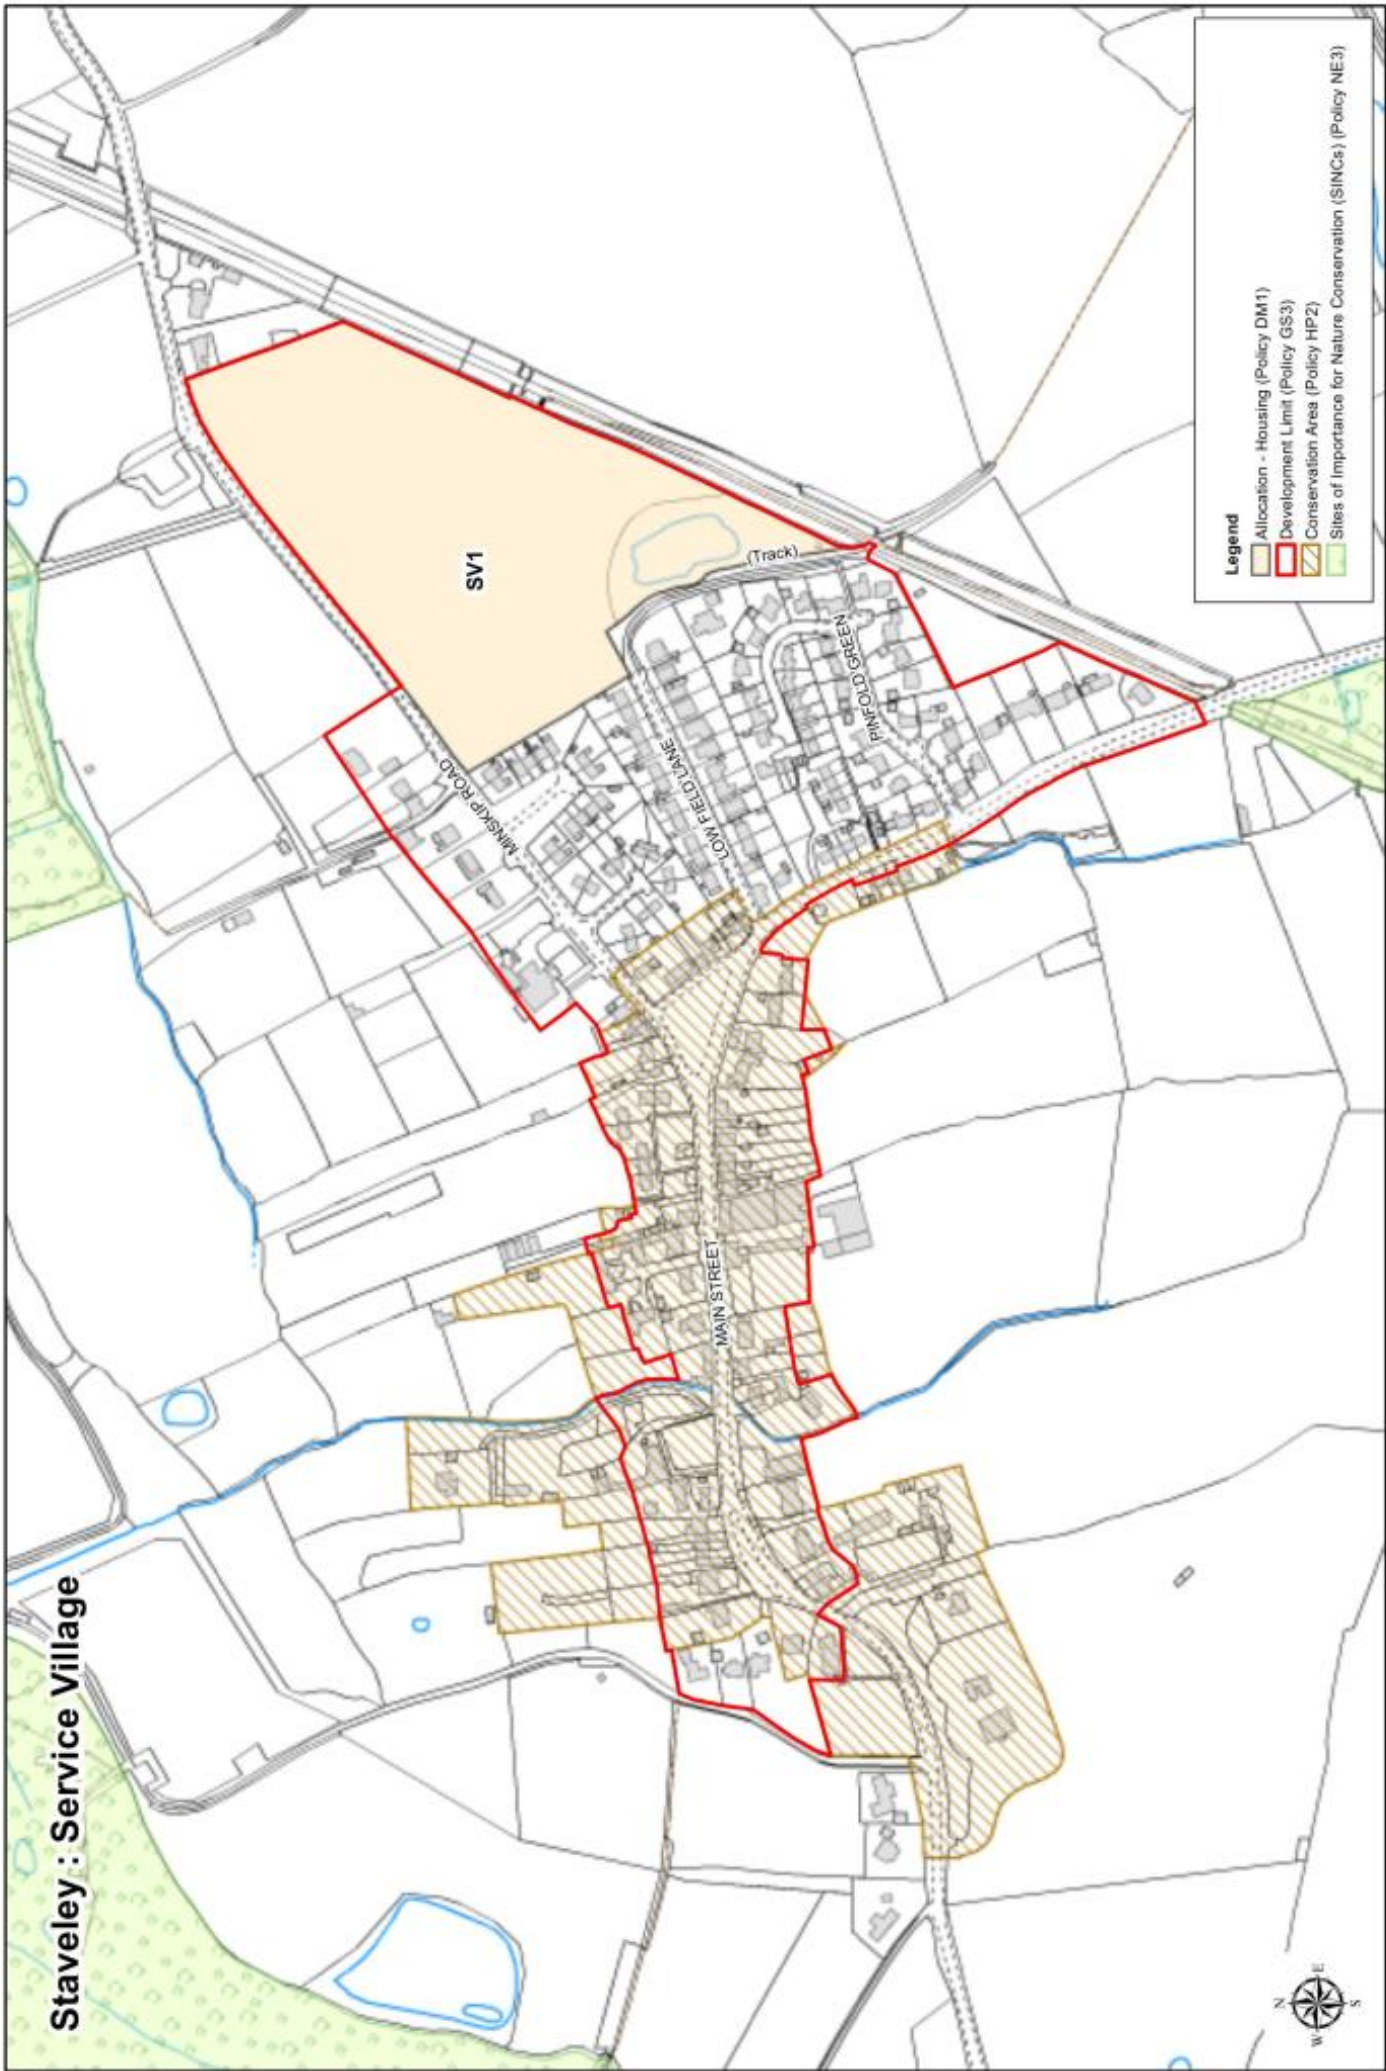 Staveley : Service Village
SV1
MINSKIP ROAD
LOW FIELD LANE
(Track)
PINFOLD GREEN
MAIN STREET
Legend
Allocation - Housing (Policy DM1)
Development Limit (Policy GS3)
Conservation Area (Policy HP2)
Sites of Importance for Nature Conservation (SINCs) (Policy NE3)
N
W E
S